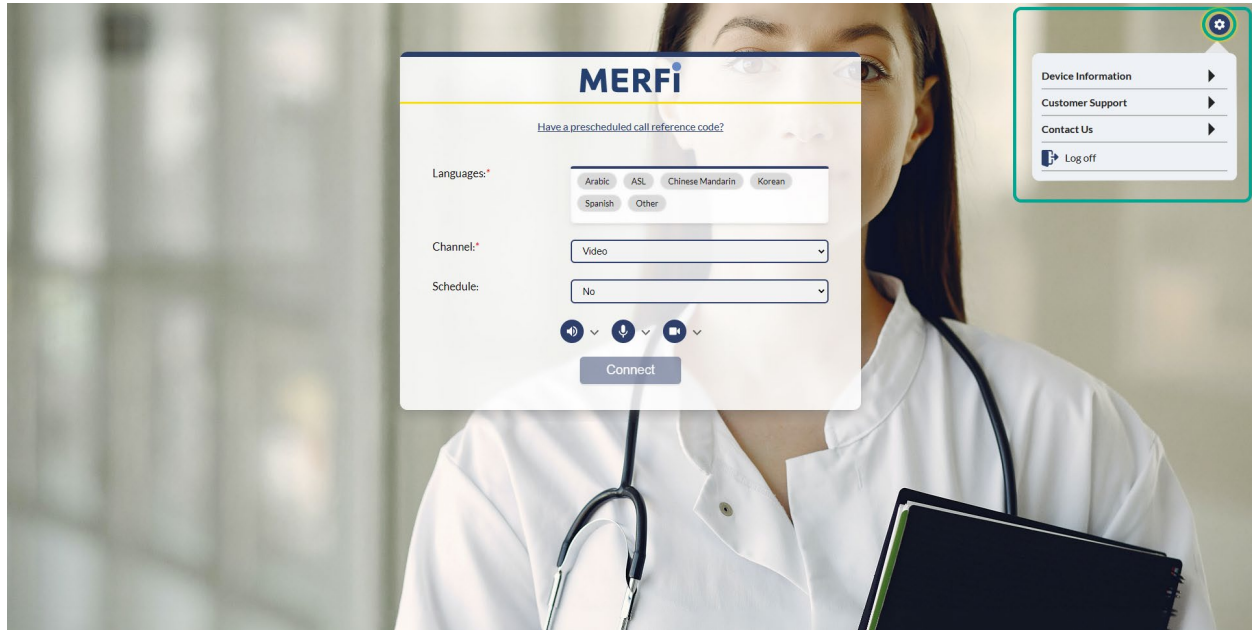 MERFi
Have a prescheduled call reference code?
Languages:*
Arabic ASL Chinese Mandarin Korean
Spanish Other
Channel:*
Video
Schedule:
No
Connect
Device Information
Customer Support
Contact Us
Log off